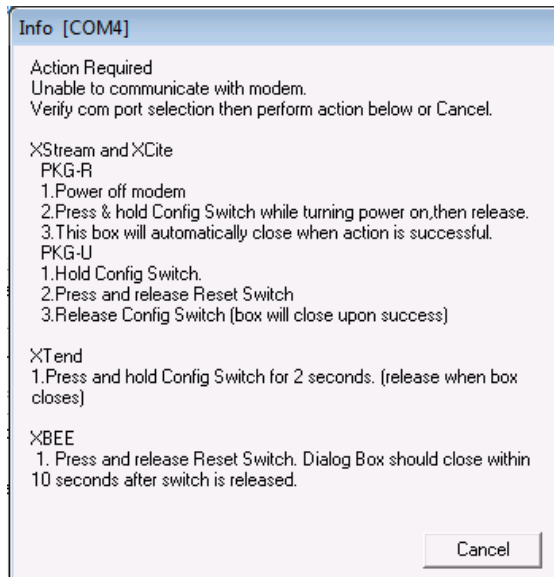 Info [COM4]
Action Required
Unable to communicate with modem.
Verify com port selection then perform action below or Cancel.
XStream and XCite
PKG-R
1.Power off modem
2.Press & hold Config Switch while turning power on,then release.
3.This box will automatically close when action is successful.
PKG-U
1.Hold Config Switch.
2.Press and release Reset Switch
3.Release Config Switch (box will close upon success)
XTend
1.Press and hold Config Switch for 2 seconds. (release when box
closes)
XBEE
1. Press and release Reset Switch. Dialog Box should close within
10 seconds after switch is released.
Cancel